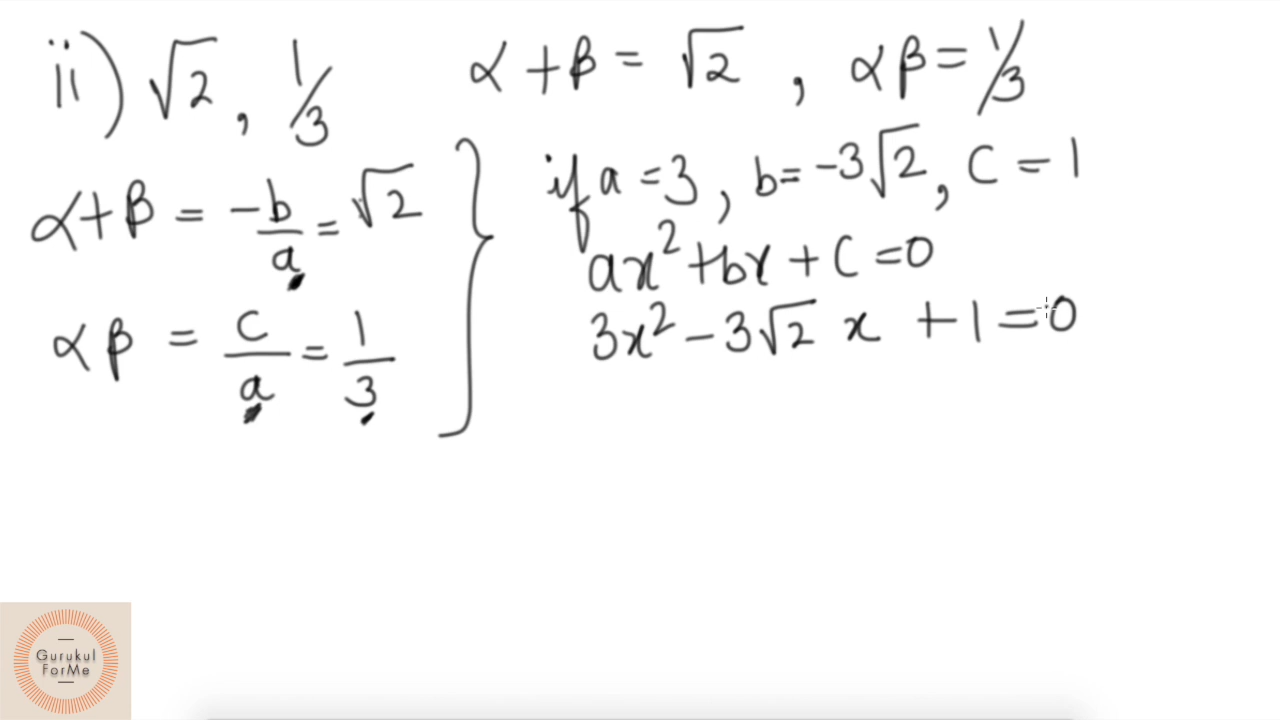 ii) √2, 1/3
α+β = √2, αβ = 1/3
α+β = -b/a = √2
αβ = c/a = 1/3
if a = 3, b = -3√2, C = 1
ax² + bx + C = 0
3x² - 3√2 x + 1 = 0
Gurukul
ForMe